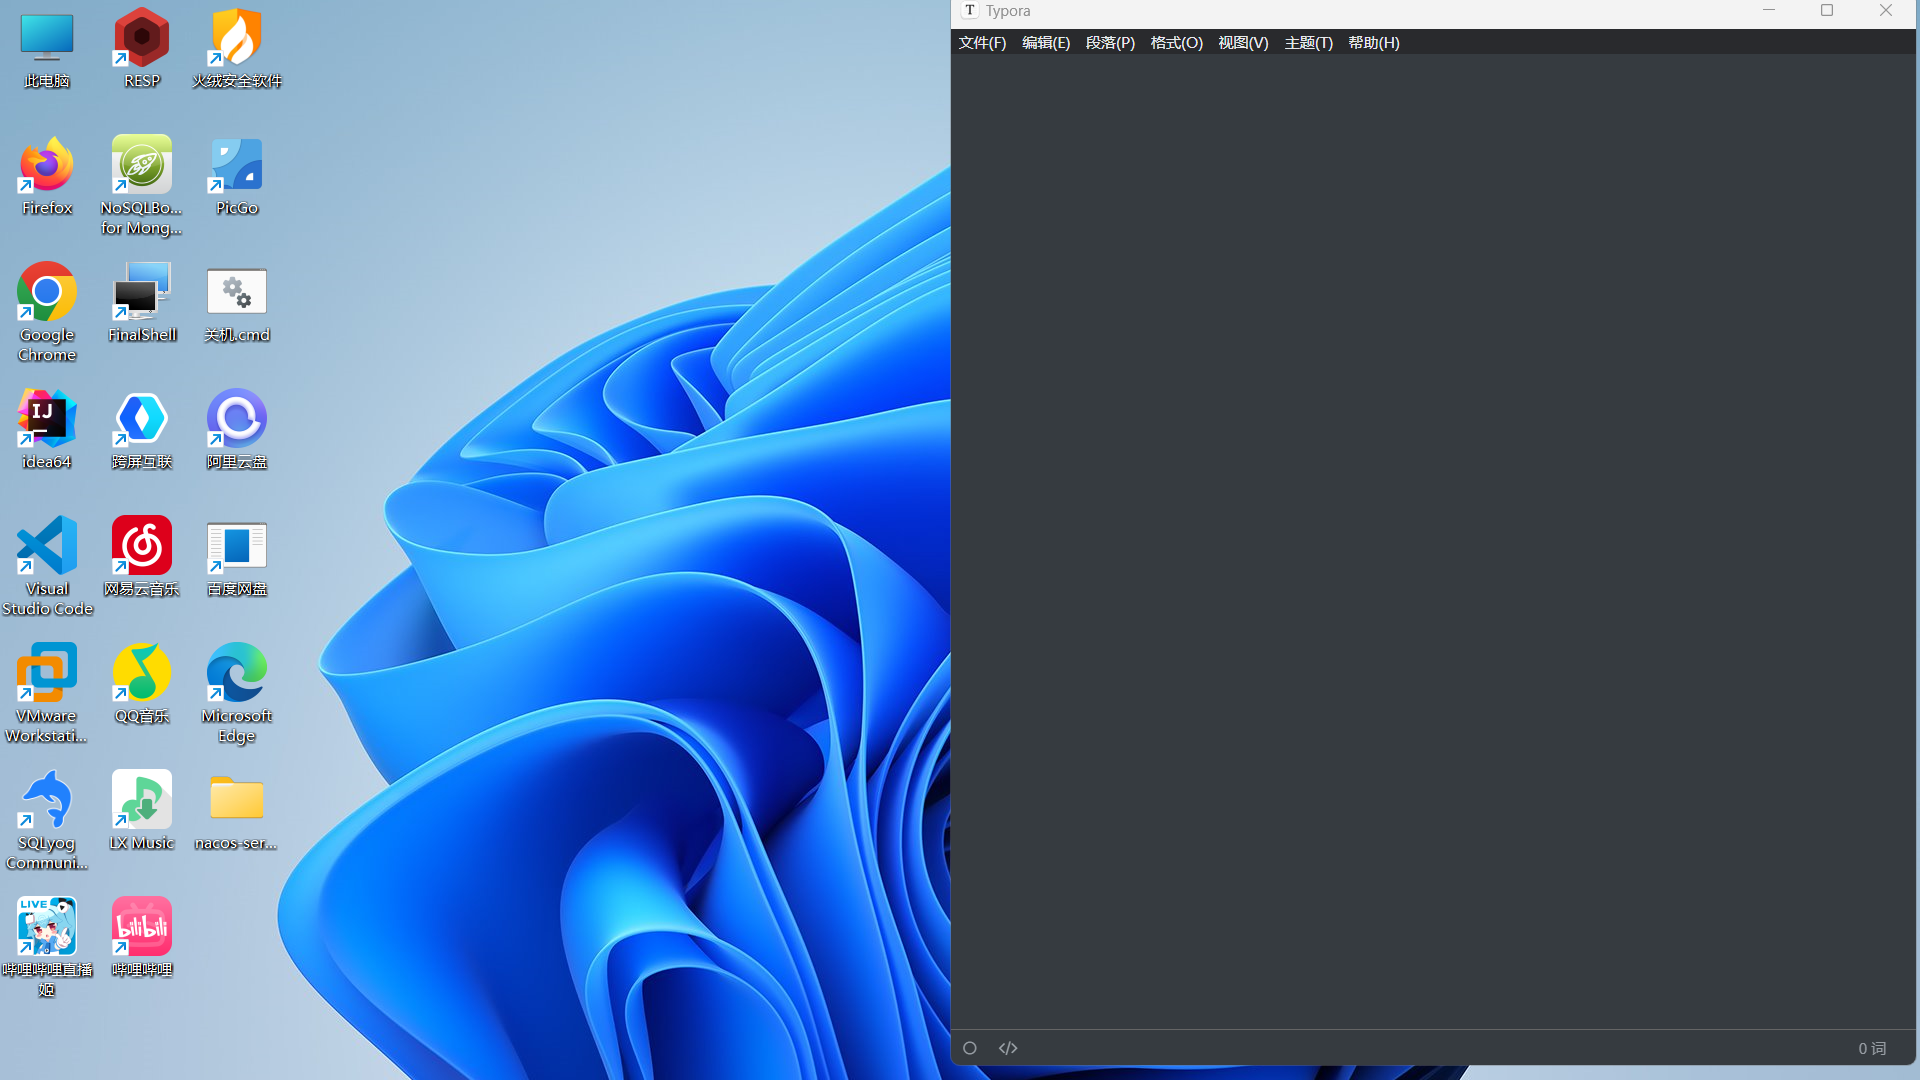 此电脑
RESP
火绒安全软件
Firefox
NoSQLBo...
for Mong...
PicGo
Google
Chrome
FinalShell
关机.cmd
IJ
idea64
跨屏互联
阿里云盘
Visual
Studio Code
网易云音乐
百度网盘
VMware
Workstati...
QQ音乐
Microsoft
Edge
SQLyog
Communi...
LX Music
nacos-ser...
LIVE
哔哩哔哩直播
姬
bilibili
哔哩哔哩
T Typora
文件(F) 编辑(E) 段落(P) 格式(O) 视图(V) 主题(T) 帮助(H)
</> 0 词